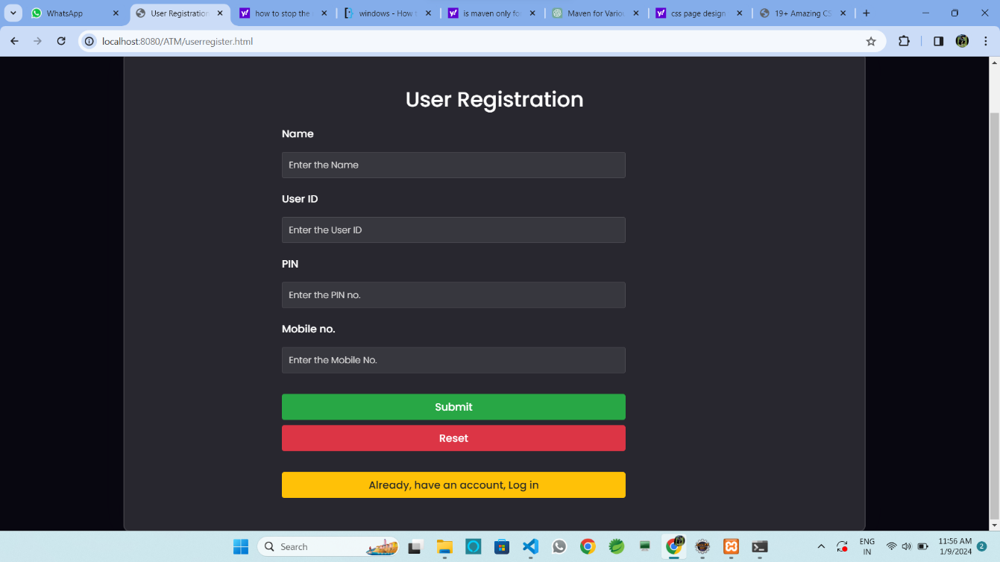 WhatsApp
User Registration
how to stop the
windows - How t
is maven only fo
Maven for Variou
css page design
19+ Amazing CS
localhost:8080/ATM/userregister.html
User Registration
Name
Enter the Name
User ID
Enter the User ID
PIN
Enter the PIN no.
Mobile no.
Enter the Mobile No.
Submit
Reset
Already, have an account, Log in
Search
ENG
IN
11:56 AM
1/9/2024
2